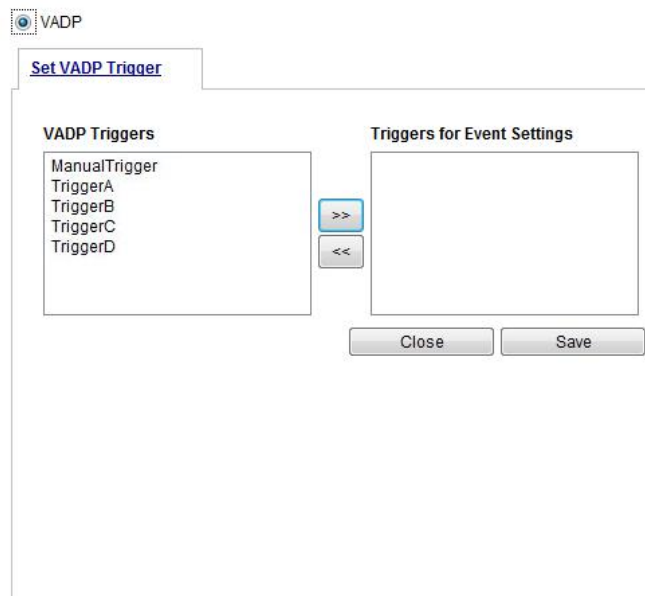 VADP
Set VADP Trigger
VADP Triggers
Triggers for Event Settings
ManualTrigger
TriggerA
TriggerB
TriggerC
TriggerD
>>
<<
Close
Save